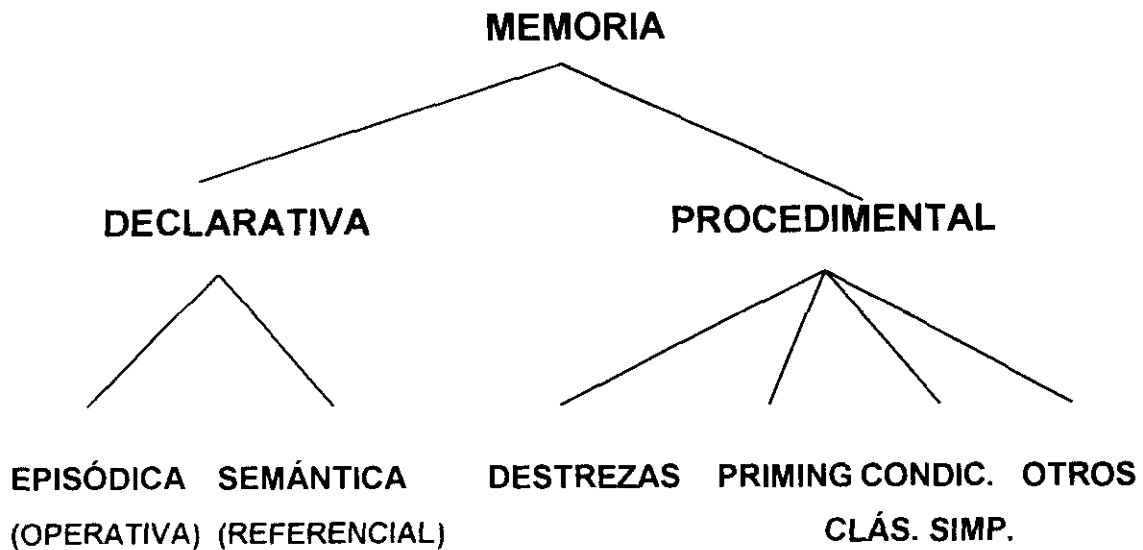 MEMORIA
DECLARATIVA
PROCEDIMENTAL
EPISÓDICA SEMÁNTICA DESTREZAS PRIMING CONDIC. OTROS
(OPERATIVA) (REFERENCIAL) CLÁS. SIMP.